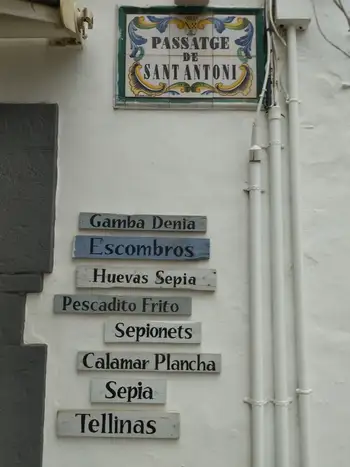 PASSATGE
DE
SANT ANTONI
Gamba Denia
Escombros
Huevas Sepia
Pescadito Frito
Sepionets
Calamar Plancha
Sepia
Tellinas